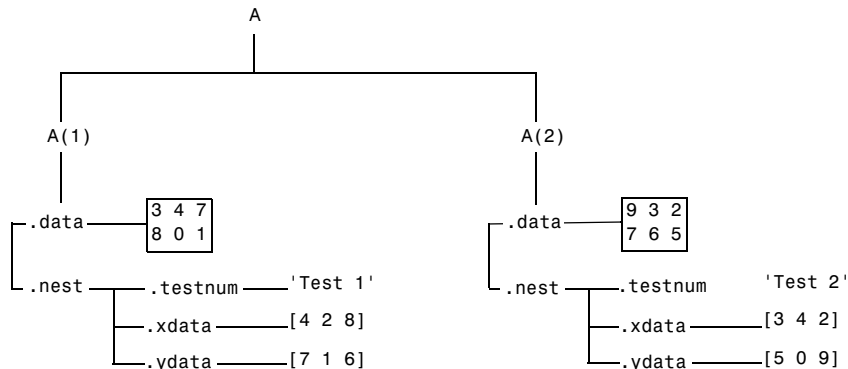 A
A(1) A(2)
.data 3 4 7 .data 9 3 2
8 0 1 7 6 5
.nest .testnum 'Test 1' .nest .testnum 'Test 2'
.xdata [4 2 8] .xdata [3 4 2]
.ydata [7 1 6] .ydata [5 0 9]